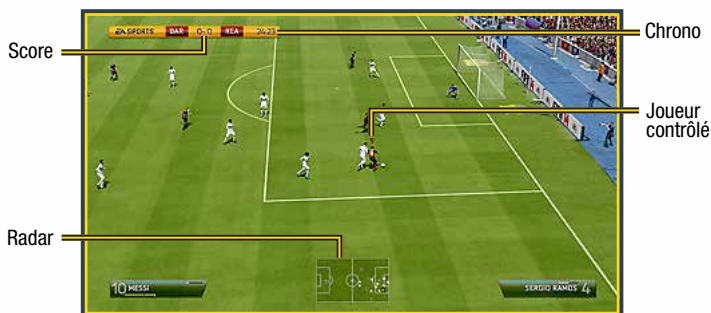 EA SPORTS BAR 0-0 REA 24:23
Chrono
Score
Joueur
contrôlé
Radar
10 MESSI
SERGIO RAMOS 4